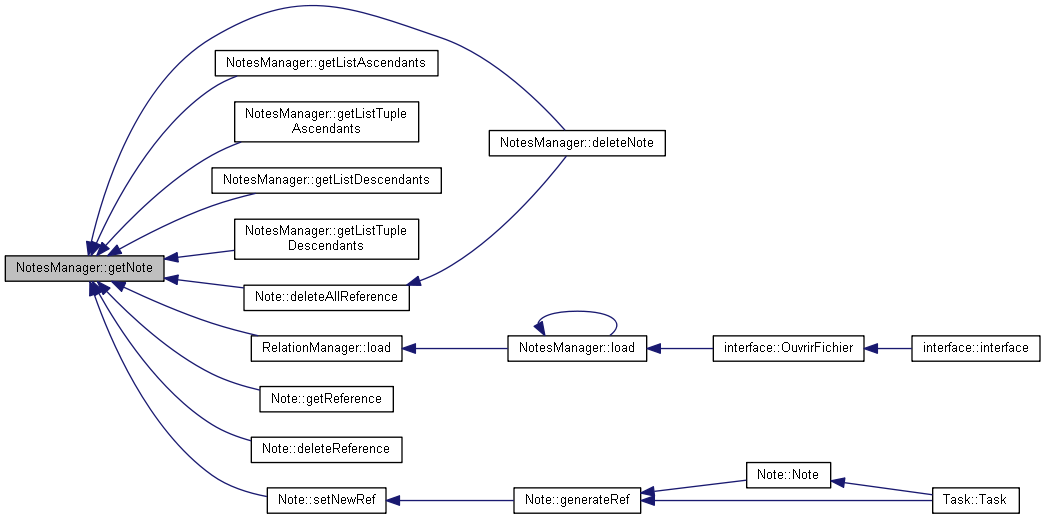 NotesManager::getListAscendants
NotesManager::getListTuple
Ascendants
NotesManager::deleteNote
NotesManager::getListDescendants
NotesManager::getListTuple
Descendants
NotesManager::getNote
Note::deleteAllReference
RelationManager::load
NotesManager::load
interface::OuvrirFichier
interface::interface
Note::getReference
Note::deleteReference
Note::Note
Note::setNewRef
Note::generateRef
Task::Task